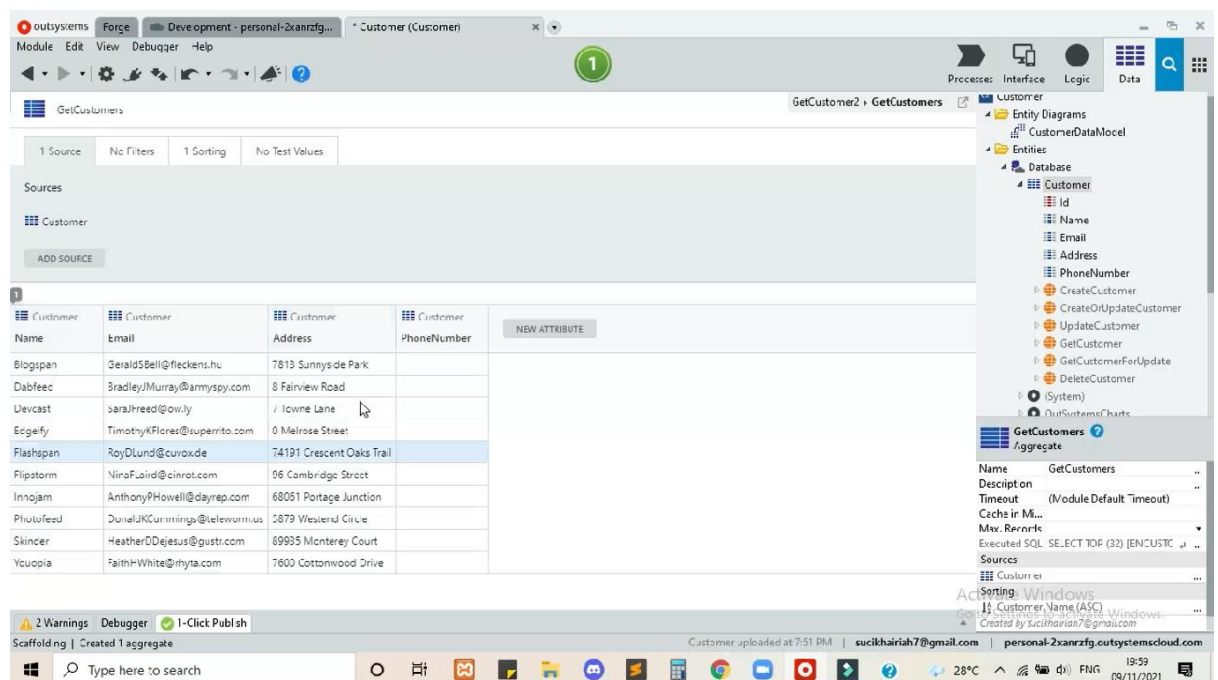 outsystems Forge Development - personal-2xanrzfg... * Customer (Customer)
Module Edit View Debugger Help
1
Processes Interface Logic Data
GetCustomers
GetCustomer2 GetCustomers
1 Source No Filters 1 Sorting No Test Values
Sources
Customer
ADD SOURCE
1
Customer Customer Customer Customer
Name Email Address PhoneNumber
NEW ATTRIBUTE
Blogspan GeraldSBell@fleckens.hu 7813 Sunnyside Park
Dabfeed BradleyJMurray@armyspy.com 8 Fairview Road
Devcast SaraJFreed@ow.ly 7 Towne Lane
Edgeify TimothyKFlores@superrito.com 0 Melrose Street
Flashspan RoyDLund@cuvox.de 74191 Crescent Oaks Trail
Flipstorm NinaFLaird@einrot.com 96 Cambridge Street
Innojam AnthonyPHowell@dayrep.com 68061 Portage Junction
Photofeed DonaldKCummings@teleworm.us 5879 Westend Circle
Skinder HeatherDDejesus@gustr.com 89935 Monterey Court
Youopia FaithHWhite@rhyta.com 7600 Cottonwood Drive
Customer
Entity Diagrams
CustomerDataModel
Entities
Database
Customer
Id
Name
Email
Address
PhoneNumber
CreateCustomer
CreateOrUpdateCustomer
UpdateCustomer
GetCustomer
GetCustomerForUpdate
DeleteCustomer
(System)
OutSystemsCharts
GetCustomers
Aggregate
Name GetCustomers ...
Description ...
Timeout (Module Default Timeout)
Cache in Mi...
Max. Records
Executed SQL SELECT TOP (32) [ENCUSTC ...
Sources
Customer ...
Sorting
Customer.Name (ASC) ...
Created by sucikhairiah7@gmail.com
Activate Windows
Go to Settings to activate Windows.
2 Warnings Debugger 1-Click Publish
Scaffolding | Created 1 aggregate
Customer uploaded at 7:51 PM | sucikhairiah7@gmail.com | personal-2xanrzfg.outsystemscloud.com
Type here to search
28°C ENG 19:59
09/11/2021